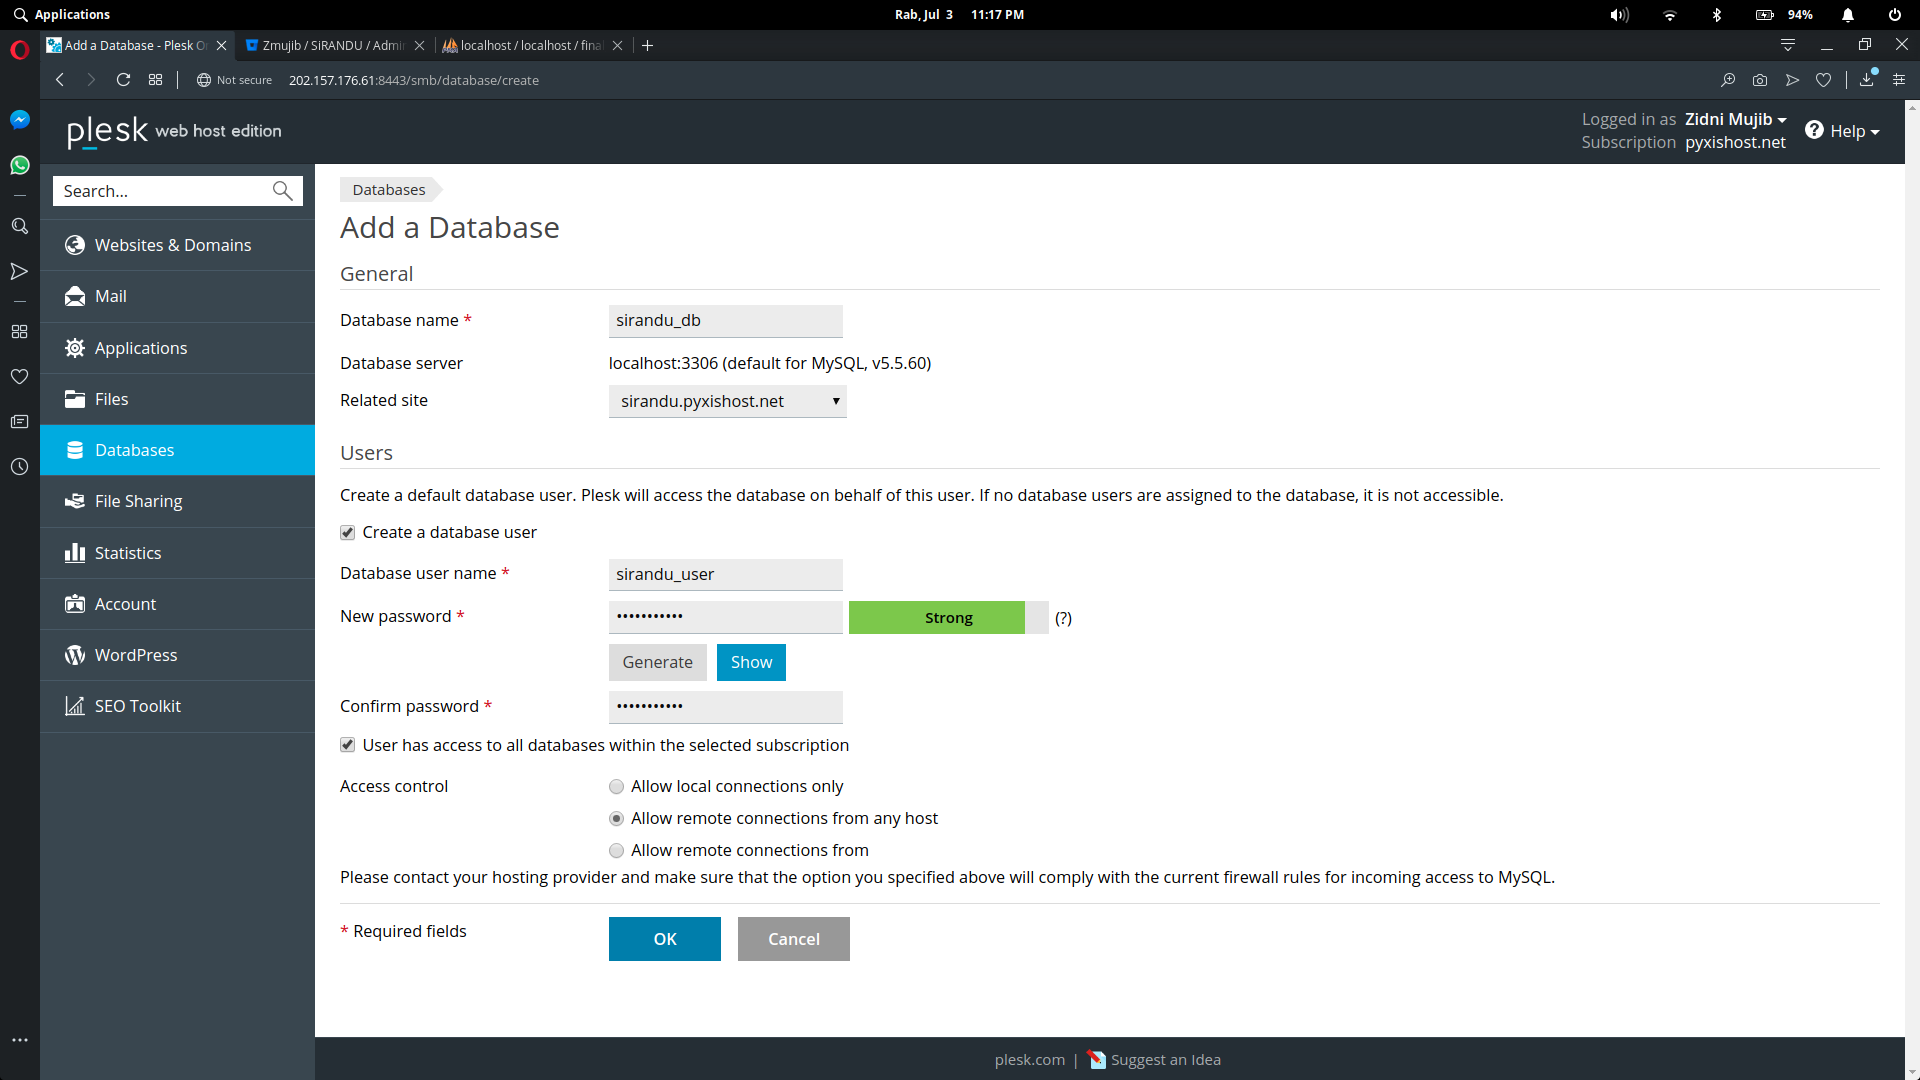 Applications
Rab, Jul 3 11:17 PM
94%
Add a Database - Plesk O
Zmujib / SiRANDU / Admi
localhost / localhost / fina
Not secure
202.157.176.61:8443/smb/database/create
plesk web host edition
Logged in as Zidni Mujib
Subscription pyxishost.net
Help
Search...
Websites & Domains
Mail
Applications
Files
Databases
File Sharing
Statistics
Account
WordPress
SEO Toolkit
Databases
Add a Database
General
Database name *
sirandu_db
Database server
localhost:3306 (default for MySQL, v5.5.60)
Related site
sirandu.pyxishost.net
Users
Create a default database user. Plesk will access the database on behalf of this user. If no database users are assigned to the database, it is not accessible.
Create a database user
Database user name *
sirandu_user
New password *
•••••••••••
Strong
(?)
Generate
Show
Confirm password *
•••••••••••
User has access to all databases within the selected subscription
Access control
Allow local connections only
Allow remote connections from any host
Allow remote connections from
Please contact your hosting provider and make sure that the option you specified above will comply with the current firewall rules for incoming access to MySQL.
* Required fields
OK
Cancel
plesk.com | Suggest an Idea